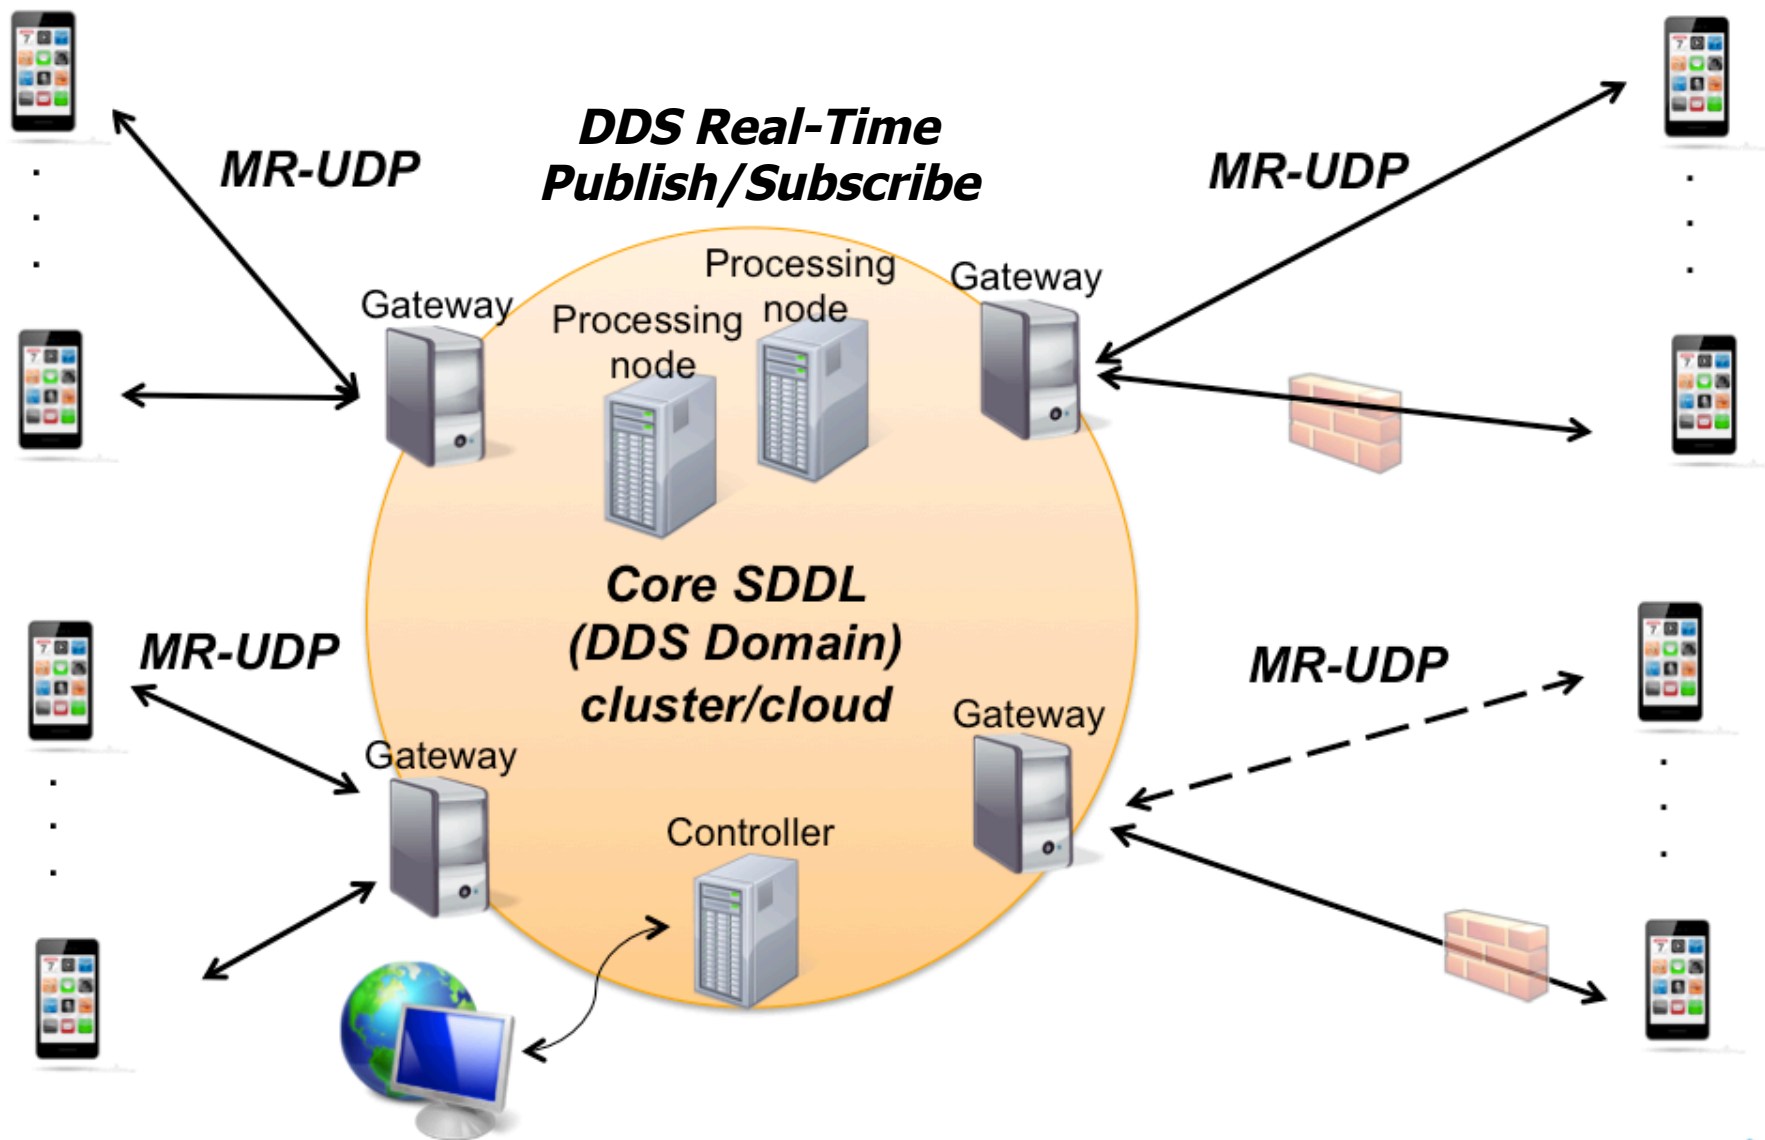 DDS Real-Time
Publish/Subscribe
MR-UDP
MR-UDP
Processing
node
Gateway
Gateway
Processing
node
Core SDDL
(DDS Domain)
cluster/cloud
MR-UDP
MR-UDP
Gateway
Gateway
Controller